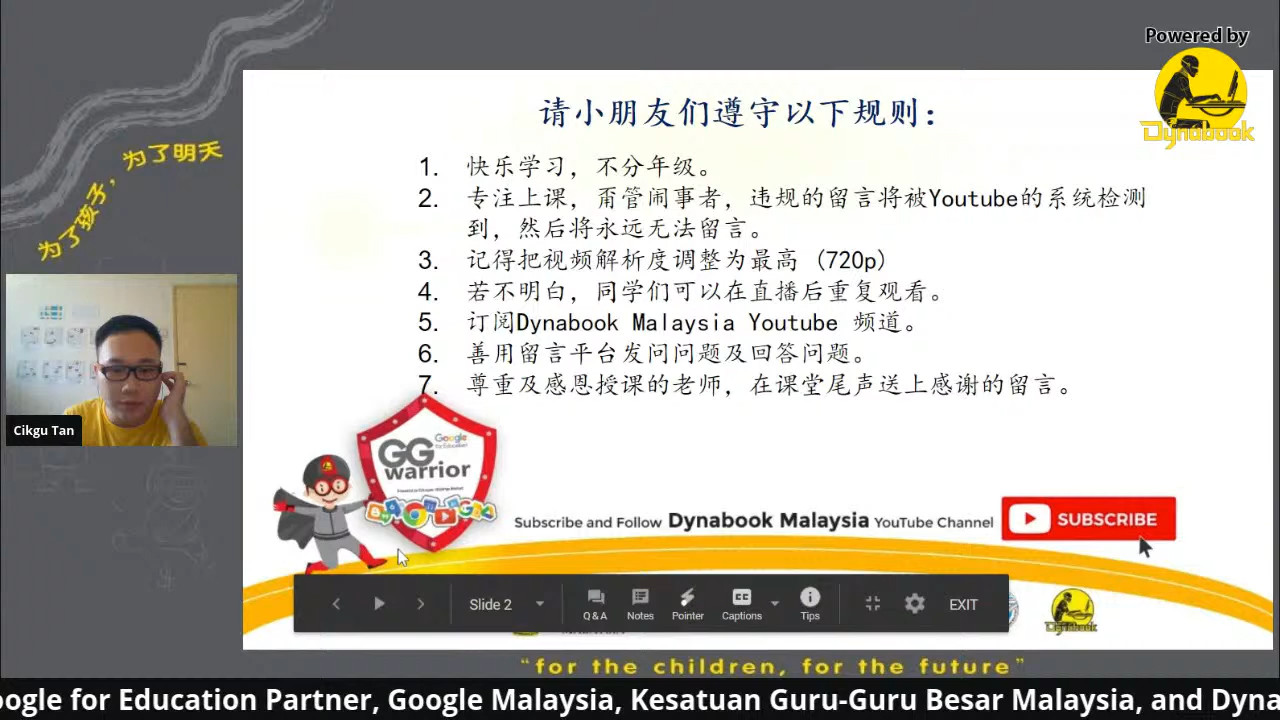 Powered by
Dynabook
为了孩子，为了明天
请小朋友们遵守以下规则：
1. 快乐学习，不分年级。
2. 专注上课，甭管闹事者，违规的留言将被Youtube的系统检测
到，然后将永远无法留言。
3. 记得把视频解析度调整为最高 (720p)
4. 若不明白，同学们可以在直播后重复观看。
5. 订阅Dynabook Malaysia Youtube 频道。
6. 善用留言平台发问问题及回答问题。
7. 尊重及感恩授课的老师，在课堂尾声送上感谢的留言。
Cikgu Tan
Google
for Education
GG
warrior
Subscribe and Follow Dynabook Malaysia YouTube Channel
SUBSCRIBE
Slide 2
Q&A
Notes
Pointer
CC
Captions
Tips
EXIT
Dynabook
"for the children, for the future"
oogle for Education Partner, Google Malaysia, Kesatuan Guru-Guru Besar Malaysia, and Dyna